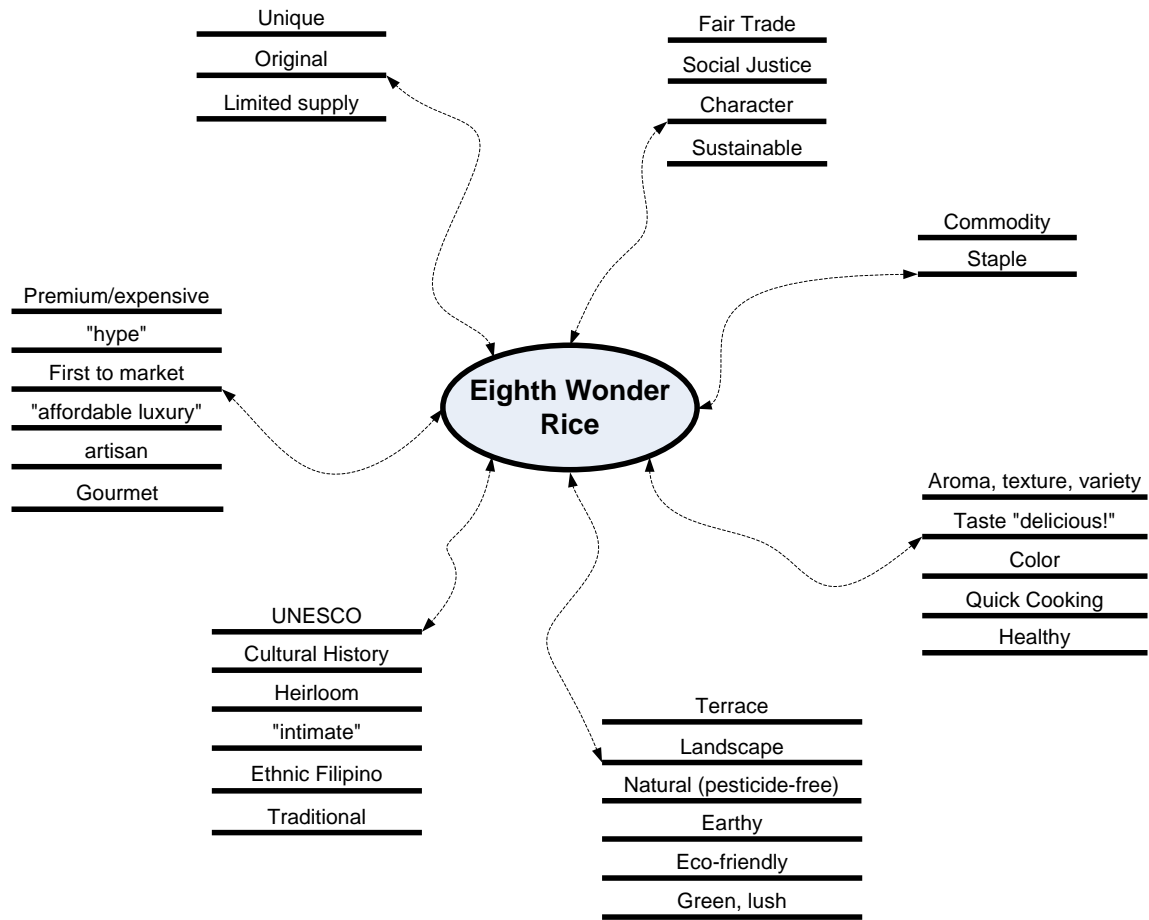 Unique
Original
Limited supply
Fair Trade
Social Justice
Character
Sustainable
Commodity
Staple
Premium/expensive
"hype"
First to market
"affordable luxury"
artisan
Gourmet
Eighth Wonder
Rice
Aroma, texture, variety
Taste "delicious!"
Color
Quick Cooking
Healthy
UNESCO
Cultural History
Heirloom
"intimate"
Ethnic Filipino
Traditional
Terrace
Landscape
Natural (pesticide-free)
Earthy
Eco-friendly
Green, lush